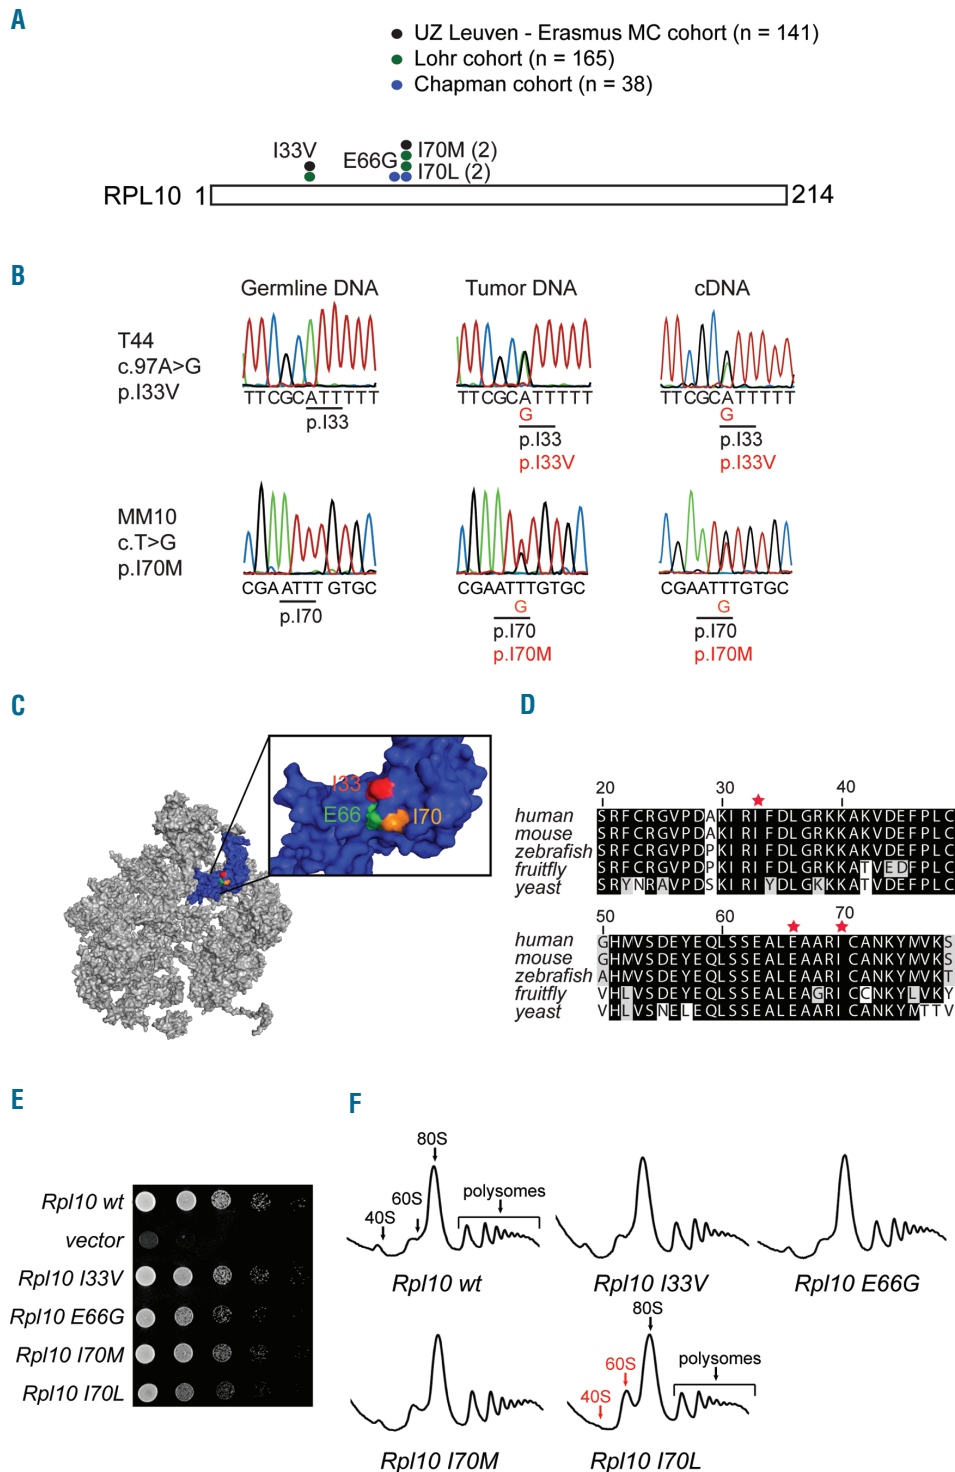 A
UZ Leuven - Erasmus MC cohort (n = 141)
Lohr cohort (n = 165)
Chapman cohort (n = 38)
I33V
E66G
I70M (2)
I70L (2)
RPL10 1
214
B
Germline DNA
Tumor DNA
cDNA
T44
c.97A>G
p.I33V
TTCGCATTTTT
p.I33
TTCGCATTTTT
G
p.I33
p.I33V
TTCGCATTTTT
G
p.I33
p.I33V
MM10
c.T>G
p.I70M
CGAATTTGTGC
p.I70
CGAATTTGTGC
G
p.I70
p.I70M
CGAATTTGTGC
G
p.I70
p.I70M
C
I33
E66
I70
D
20 30 40
human SRFCRGVPDAKIRIFDLGRKKAKVDEFPLC
mouse SRFCRGVPDAKIRIFDLGRKKAKVDEFPLC
zebrafish SRFCRGVPDPKIRIFDLGRKKAKVDEFPLC
fruitfly SRFCRGVPDPKIRIFDLGRKKATVEDFPLC
yeast SRYNRAVPDSKIRIYDLGKKKATVDEFPLC
50 60 70
human GHMVSDEYEQLSSEALEAARICANKYMVKS
mouse GHMVSDEYEQLSSEALEAARICANKYMVKS
zebrafish AHMVSDEYEQLSSEALEAARICANKYMVKT
fruitfly VHLVSDEYEQLSSEALEAGRICCNKYLVKY
yeast VHLVSNELEQLSSEALEAARICANKYMTTV
E
Rpl10 wt
vector
Rpl10 I33V
Rpl10 E66G
Rpl10 I70M
Rpl10 I70L
F
80S
60S
40S
polysomes
Rpl10 wt
Rpl10 I33V
Rpl10 E66G
80S
60S
40S
polysomes
Rpl10 I70M
Rpl10 I70L